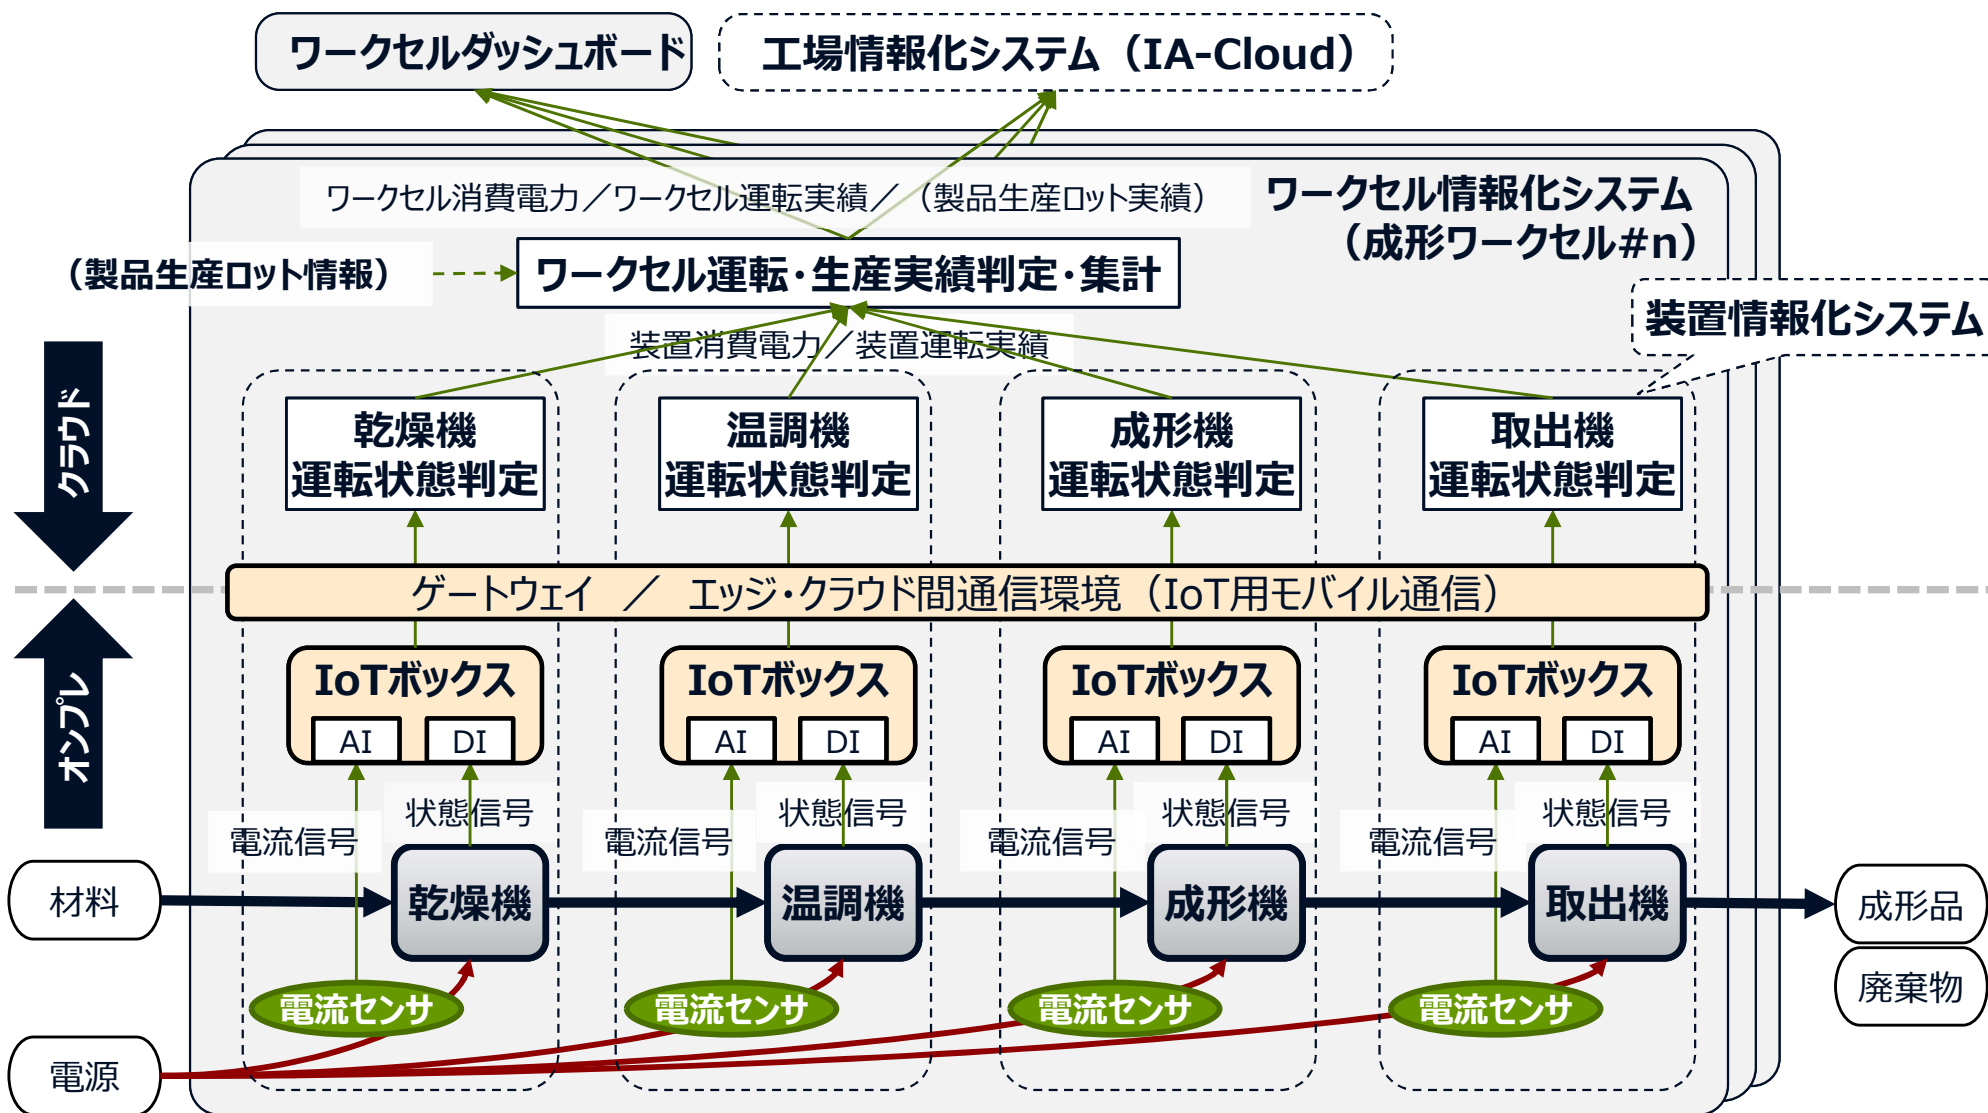 ワークセルダッシュボード
工場情報化システム（IA-Cloud）
ワークセル消費電力／ワークセル運転実績／（製品生産ロット実績）
ワークセル情報化システム
（成形ワークセル#n）
（製品生産ロット情報）
ワークセル運転・生産実績判定・集計
装置情報化システム
装置消費電力／装置運転実績
クラウド
乾燥機
運転状態判定
温調機
運転状態判定
成形機
運転状態判定
取出機
運転状態判定
ゲートウェイ　／　エッジ・クラウド間通信環境（IoT用モバイル通信）
オンプレ
IoTボックス
AI
DI
IoTボックス
AI
DI
IoTボックス
AI
DI
IoTボックス
AI
DI
電流信号
状態信号
電流信号
状態信号
電流信号
状態信号
電流信号
状態信号
材料
乾燥機
温調機
成形機
取出機
成形品
廃棄物
電流センサ
電流センサ
電流センサ
電流センサ
電源